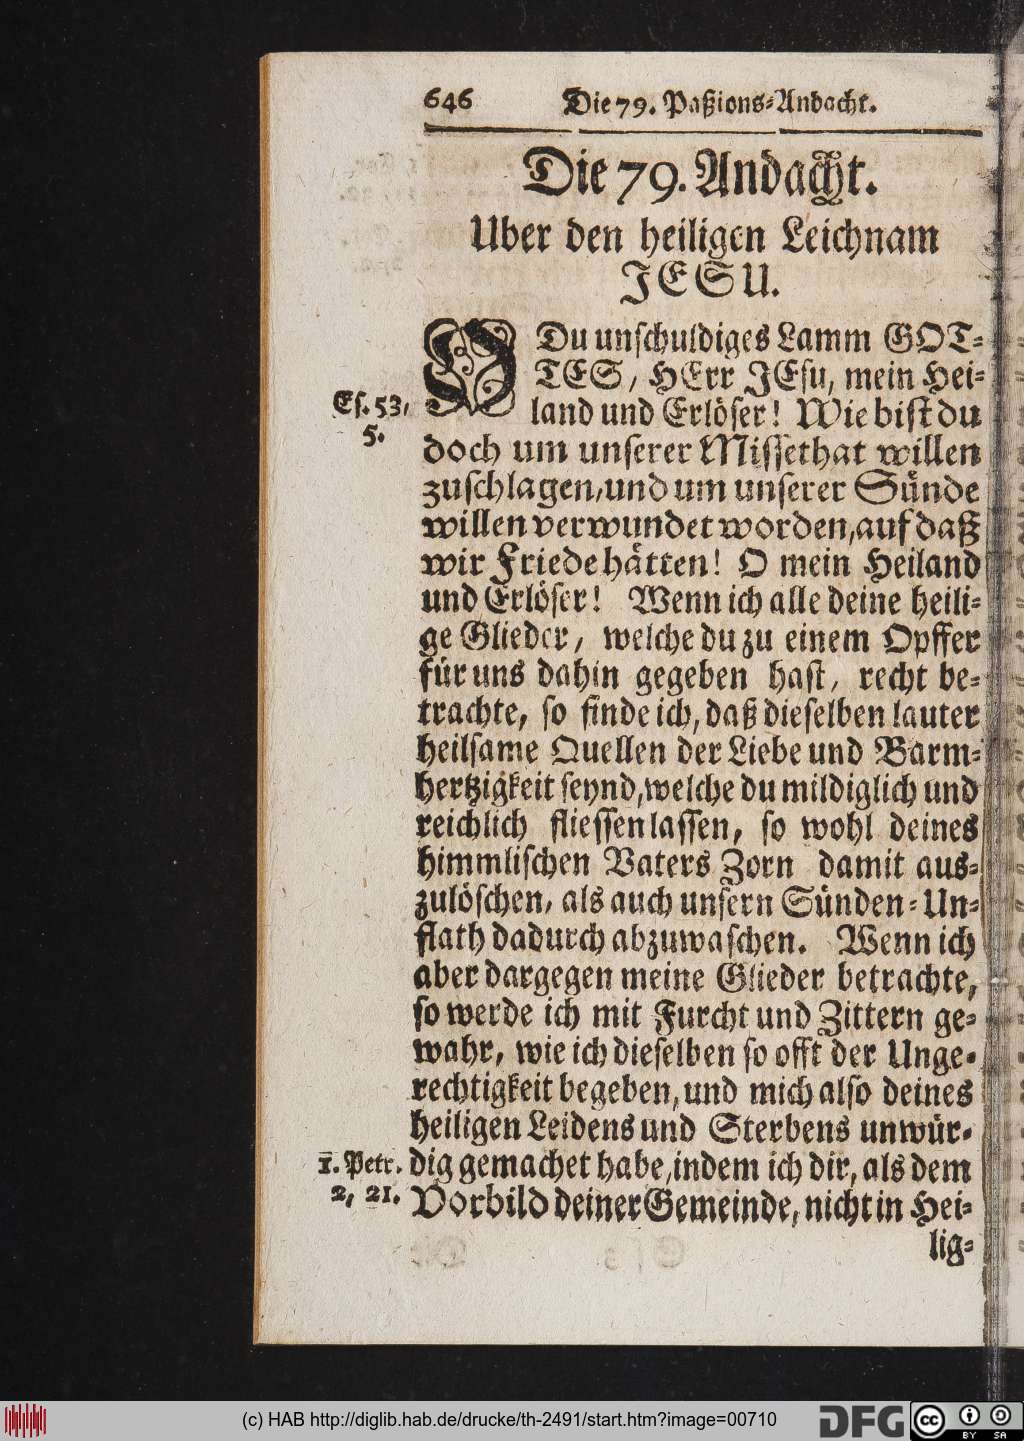 646 Die 79. Paßions-Andacht.
Die 79. Andacht.
Uber den heiligen Leichnam
JESU.
O Du unschuldiges Lamm GOT-
TES, HErr JEsu, mein Hei-
Es. 53, land und Erlöser! Wie bist du
5. doch um unserer Missethat willen
zuschlagen, und um unserer Sünde
willen verwundet worden, auf daß
wir Friede hätten! O mein Heiland
und Erlöser! Wenn ich alle deine heili-
ge Glieder, welche du zu einem Opffer
für uns dahin gegeben hast, recht be-
trachte, so finde ich, daß dieselben lauter
heilsame Quellen der Liebe und Barm-
hertzigkeit seynd, welche du mildiglich und
reichlich fliessen lassen, so wohl deines
himmlischen Vaters Zorn damit aus-
zulöschen, als auch unsern Sünden-Un-
flath dadurch abzuwaschen. Wenn ich
aber dargegen meine Glieder betrachte,
so werde ich mit Furcht und Zittern ge-
wahr, wie ich dieselben so offt der Unge-
rechtigkeit begeben, und mich also deines
heiligen Leidens und Sterbens unwür-
1. Petr. dig gemachet habe, indem ich dir, als dem
2, 21. Vorbild deiner Gemeinde, nicht in Hei-
lig-
(c) HAB http://diglib.hab.de/drucke/th-2491/start.htm?image=00710
DFG
cc BY SA